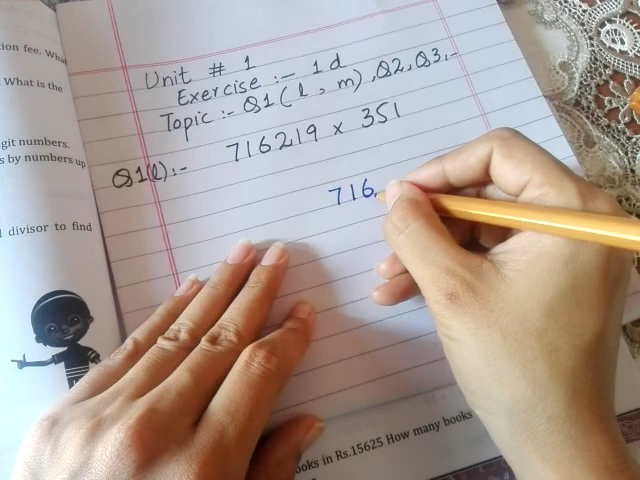 tion fee. What
What is the
git numbers.
s by numbers up
divisor to find
Unit # 1
Exercise :- 1d
Topic :- Q1 ( l , m) , Q2, Q3,-
Q1(l):- 716219 x 351
716
ooks in Rs.15625 How many books